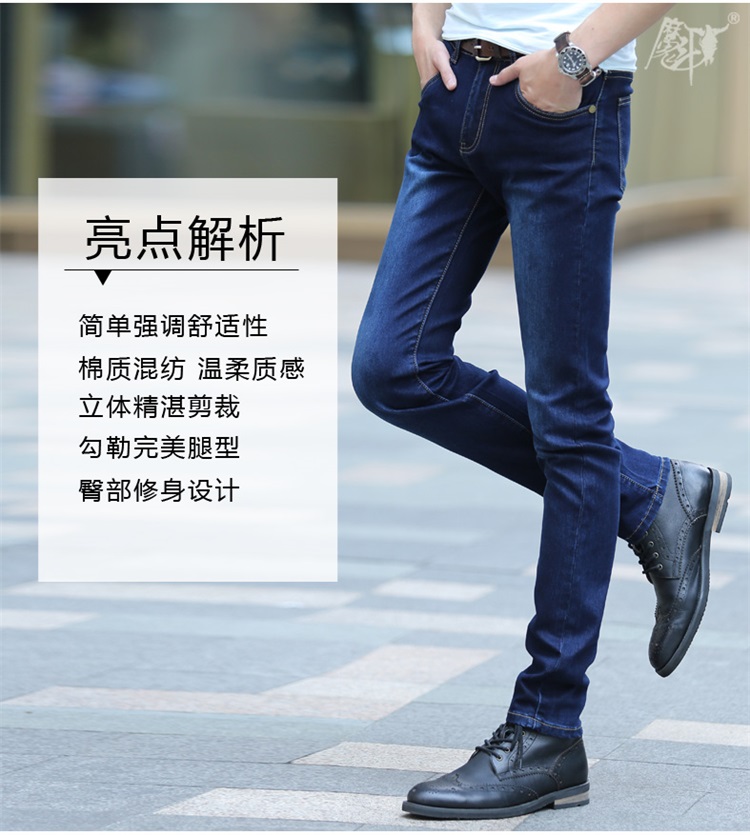 亮点解析
简单强调舒适性
棉质混纺 温柔质感
立体精湛剪裁
勾勒完美腿型
臀部修身设计
®